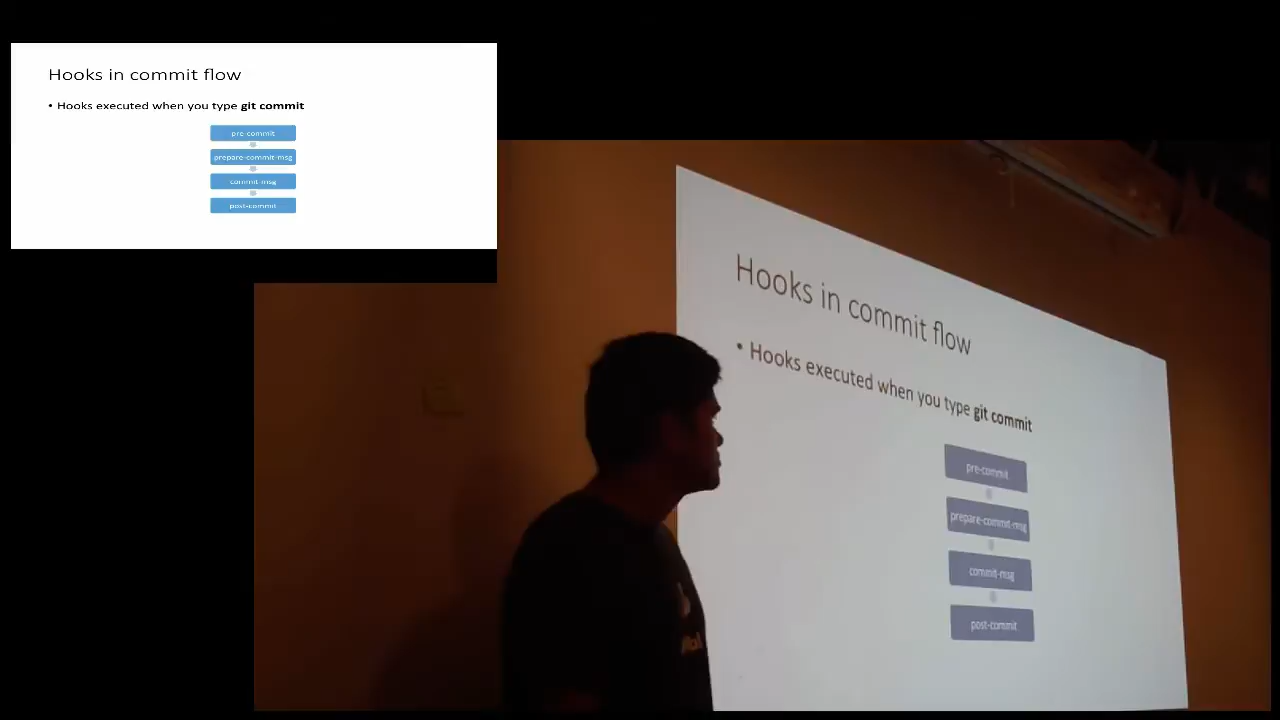 Hooks in commit flow
• Hooks executed when you type git commit
pre-commit
prepare-commit-msg
commit-msg
post-commit
Hooks in commit flow
• Hooks executed when you type git commit
pre-commit
prepare-commit-msg
commit-msg
post-commit